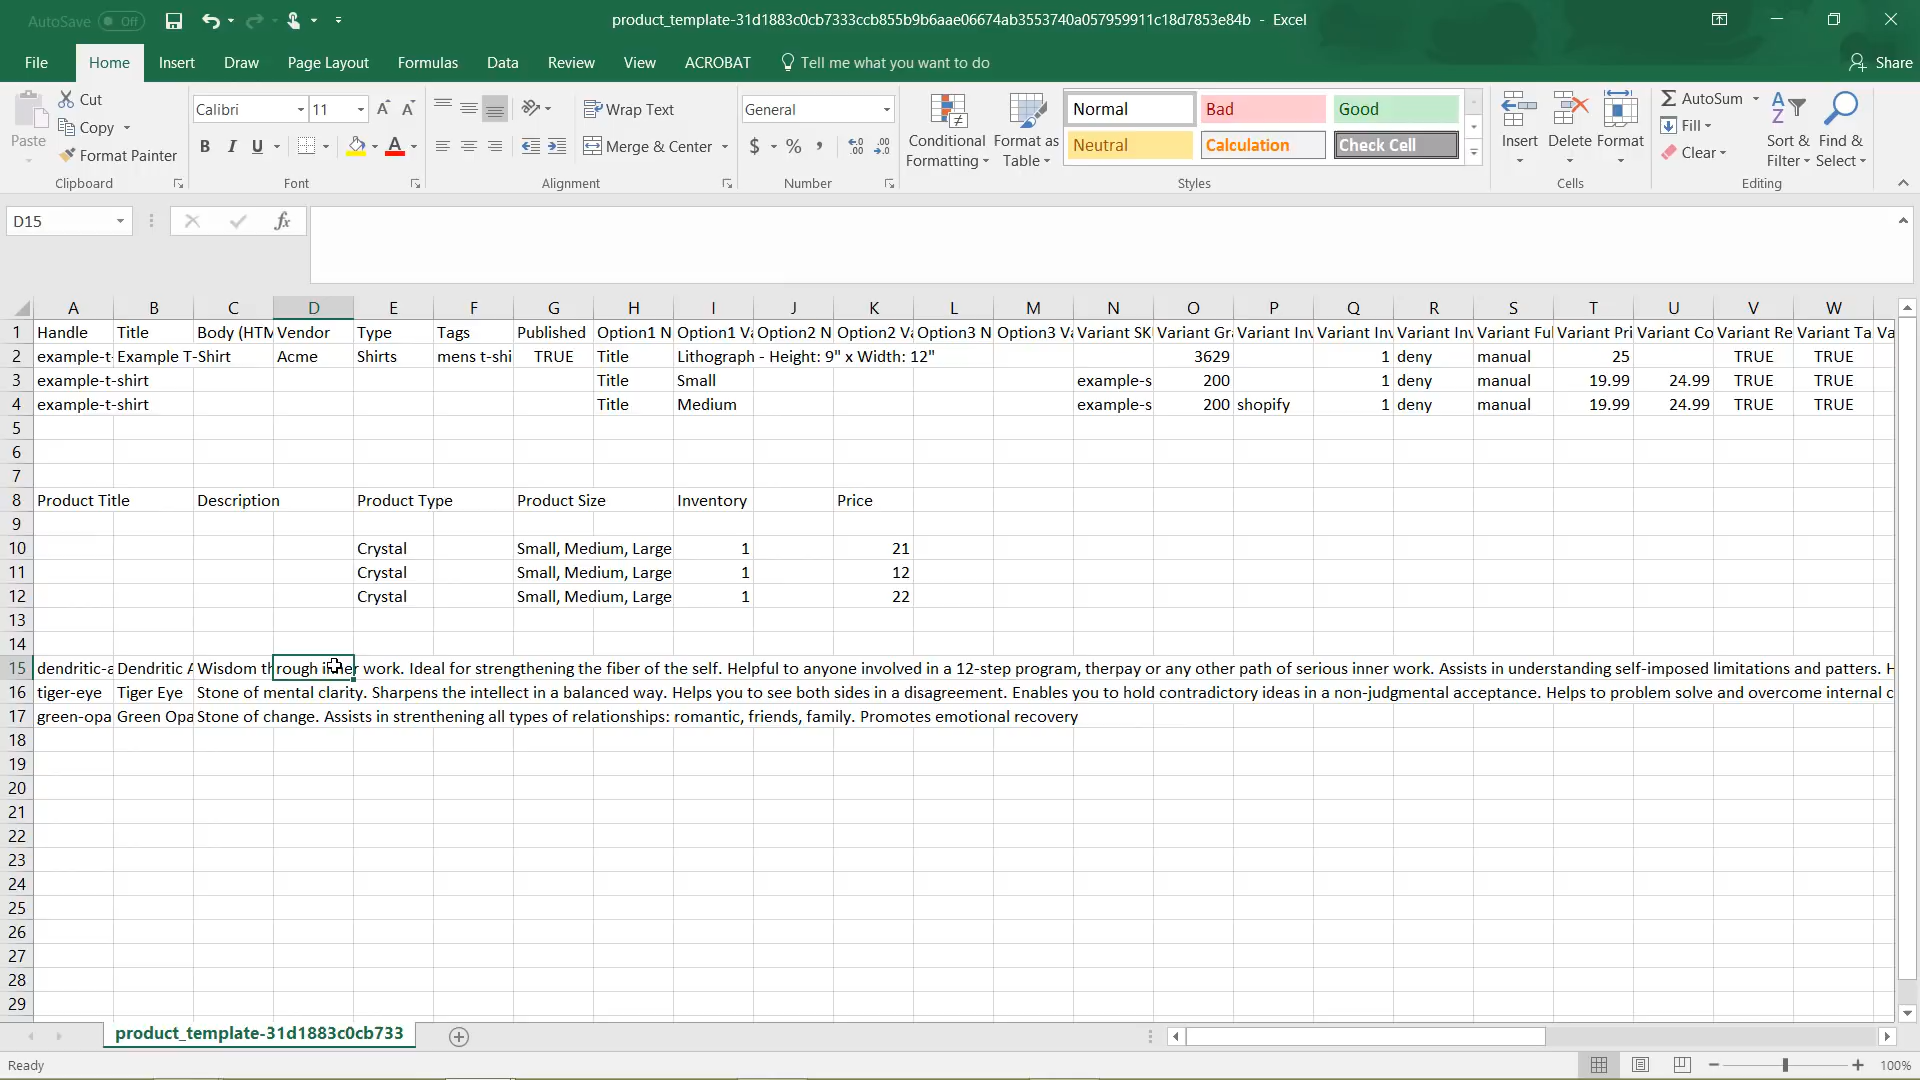 AutoSave Off product_template-31d1883c0cb7333ccb855b9b6aae06674ab3553740a057959911c18d7853e84b - Excel
File Home Insert Draw Page Layout Formulas Data Review View ACROBAT Tell me what you want to do Share
Paste Cut Copy Format Painter
Calibri 11
B I U A
Wrap Text
Merge & Center
General
$ %
Conditional Formatting Format as Table
Normal Bad Good
Neutral Calculation Check Cell
Insert Delete Format
AutoSum Fill Clear
Sort & Filter Find & Select
Clipboard Font Alignment Number Styles Cells Editing
D15 fx
A B C D E F G H I J K L M N O P Q R S T U V W
1 Handle Title Body (HTM Vendor Type Tags Published Option1 N Option1 Va Option2 N Option2 Va Option3 N Option3 Va Variant SK Variant Gra Variant Inv Variant Inv Variant Inv Variant Ful Variant Pri Variant Co Variant Re Variant Ta Va
2 example-t- Example T-Shirt Acme Shirts mens t-shi TRUE Title Lithograph - Height: 9" x Width: 12" 3629 1 deny manual 25 TRUE TRUE
3 example-t-shirt Title Small example-s 200 1 deny manual 19.99 24.99 TRUE TRUE
4 example-t-shirt Title Medium example-s 200 shopify 1 deny manual 19.99 24.99 TRUE TRUE
5
6
7
8 Product Title Description Product Type Product Size Inventory Price
9
10 Crystal Small, Medium, Large 1 21
11 Crystal Small, Medium, Large 1 12
12 Crystal Small, Medium, Large 1 22
13
14
15 dendritic-a Dendritic A Wisdom through inner work. Ideal for strengthening the fiber of the self. Helpful to anyone involved in a 12-step program, therpay or any other path of serious inner work. Assists in understanding self-imposed limitations and patters. H
16 tiger-eye Tiger Eye Stone of mental clarity. Sharpens the intellect in a balanced way. Helps you to see both sides in a disagreement. Enables you to hold contradictory ideas in a non-judgmental acceptance. Helps to problem solve and overcome internal c
17 green-opa Green Opa Stone of change. Assists in strenthening all types of relationships: romantic, friends, family. Promotes emotional recovery
18
19
20
21
22
23
24
25
26
27
28
29
product_template-31d1883c0cb733
Ready 100%